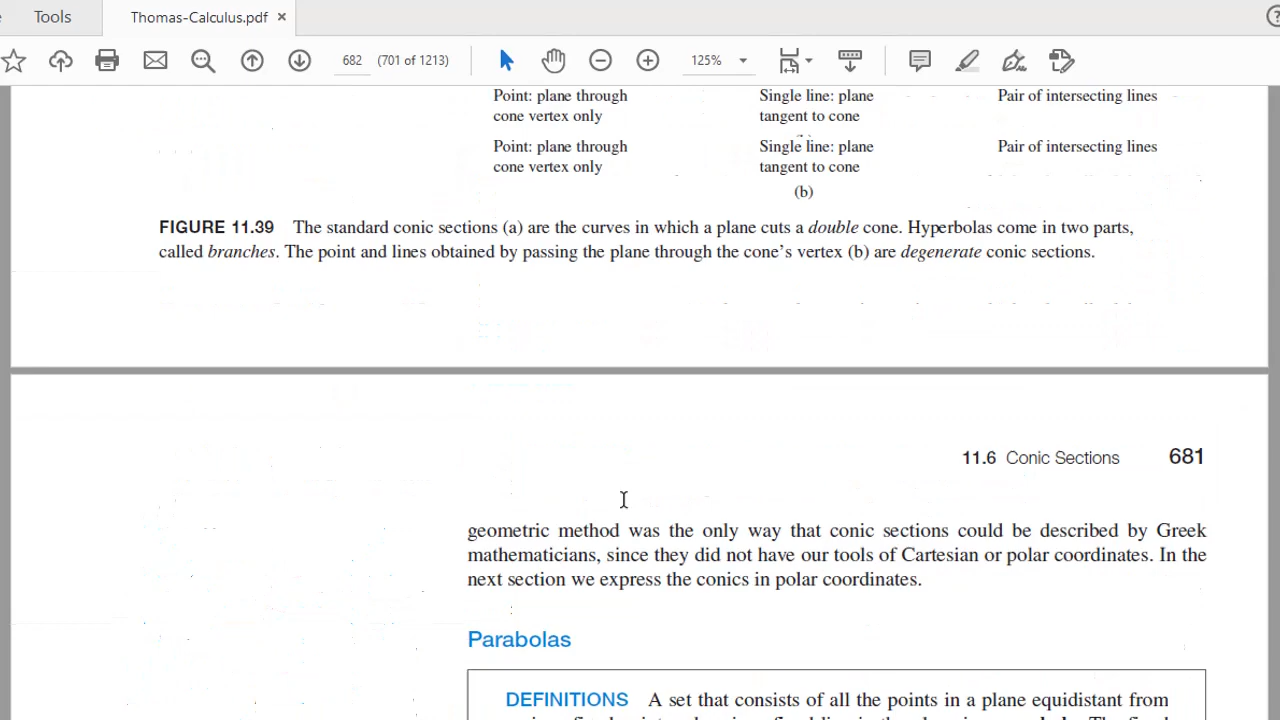 Tools
Thomas-Calculus.pdf ×
682 (701 of 1213) 125%
Point: plane through
cone vertex only
Single line: plane
tangent to cone
Pair of intersecting lines
Point: plane through
cone vertex only
Single line: plane
tangent to cone
Pair of intersecting lines
(b)
FIGURE 11.39 The standard conic sections (a) are the curves in which a plane cuts a double cone. Hyperbolas come in two parts,
called branches. The point and lines obtained by passing the plane through the cone's vertex (b) are degenerate conic sections.
11.6 Conic Sections 681
geometric method was the only way that conic sections could be described by Greek
mathematicians, since they did not have our tools of Cartesian or polar coordinates. In the
next section we express the conics in polar coordinates.
Parabolas
DEFINITIONS A set that consists of all the points in a plane equidistant from